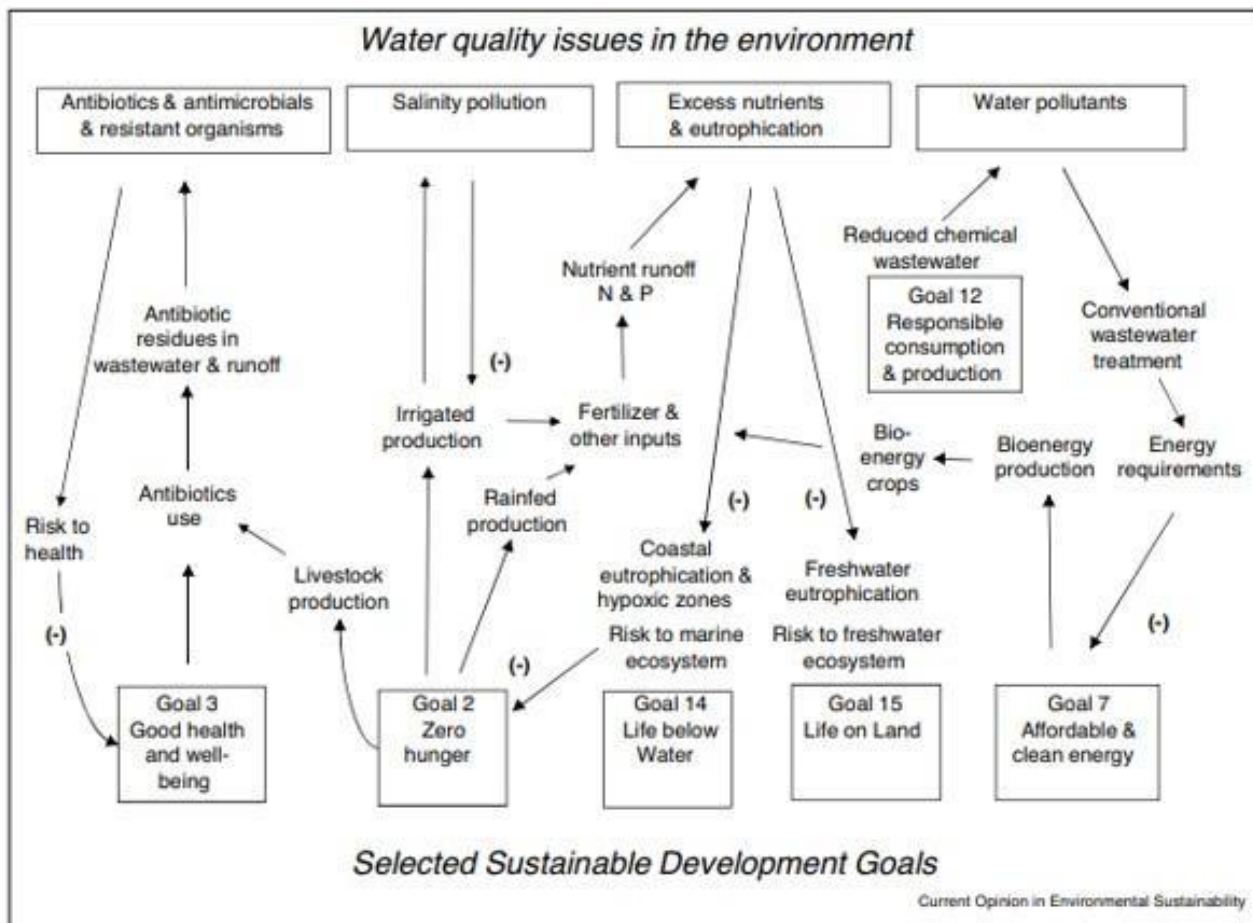 Water quality issues in the environment
Antibiotics & antimicrobials
& resistant organisms
Salinity pollution
Excess nutrients
& eutrophication
Water pollutants
Reduced chemical
wastewater
Nutrient runoff
N & P
Goal 12
Responsible
consumption
& production
Antibiotic
residues in
wastewater & runoff
Conventional
wastewater
treatment
(-)
Irrigated
production
Fertilizer &
other inputs
Bio-
energy
crops
Bioenergy
production
Energy
requirements
Antibiotics
use
Rainfed
production
(-)
(-)
Risk to
health
Livestock
production
Coastal
eutrophication &
hypoxic zones
Freshwater
eutrophication
(-)
(-)
Risk to marine
ecosystem
Risk to freshwater
ecosystem
(-)
Goal 3
Good health
and well-
being
Goal 2
Zero
hunger
Goal 14
Life below
Water
Goal 15
Life on Land
Goal 7
Affordable &
clean energy
Selected Sustainable Development Goals
Current Opinion in Environmental Sustainability